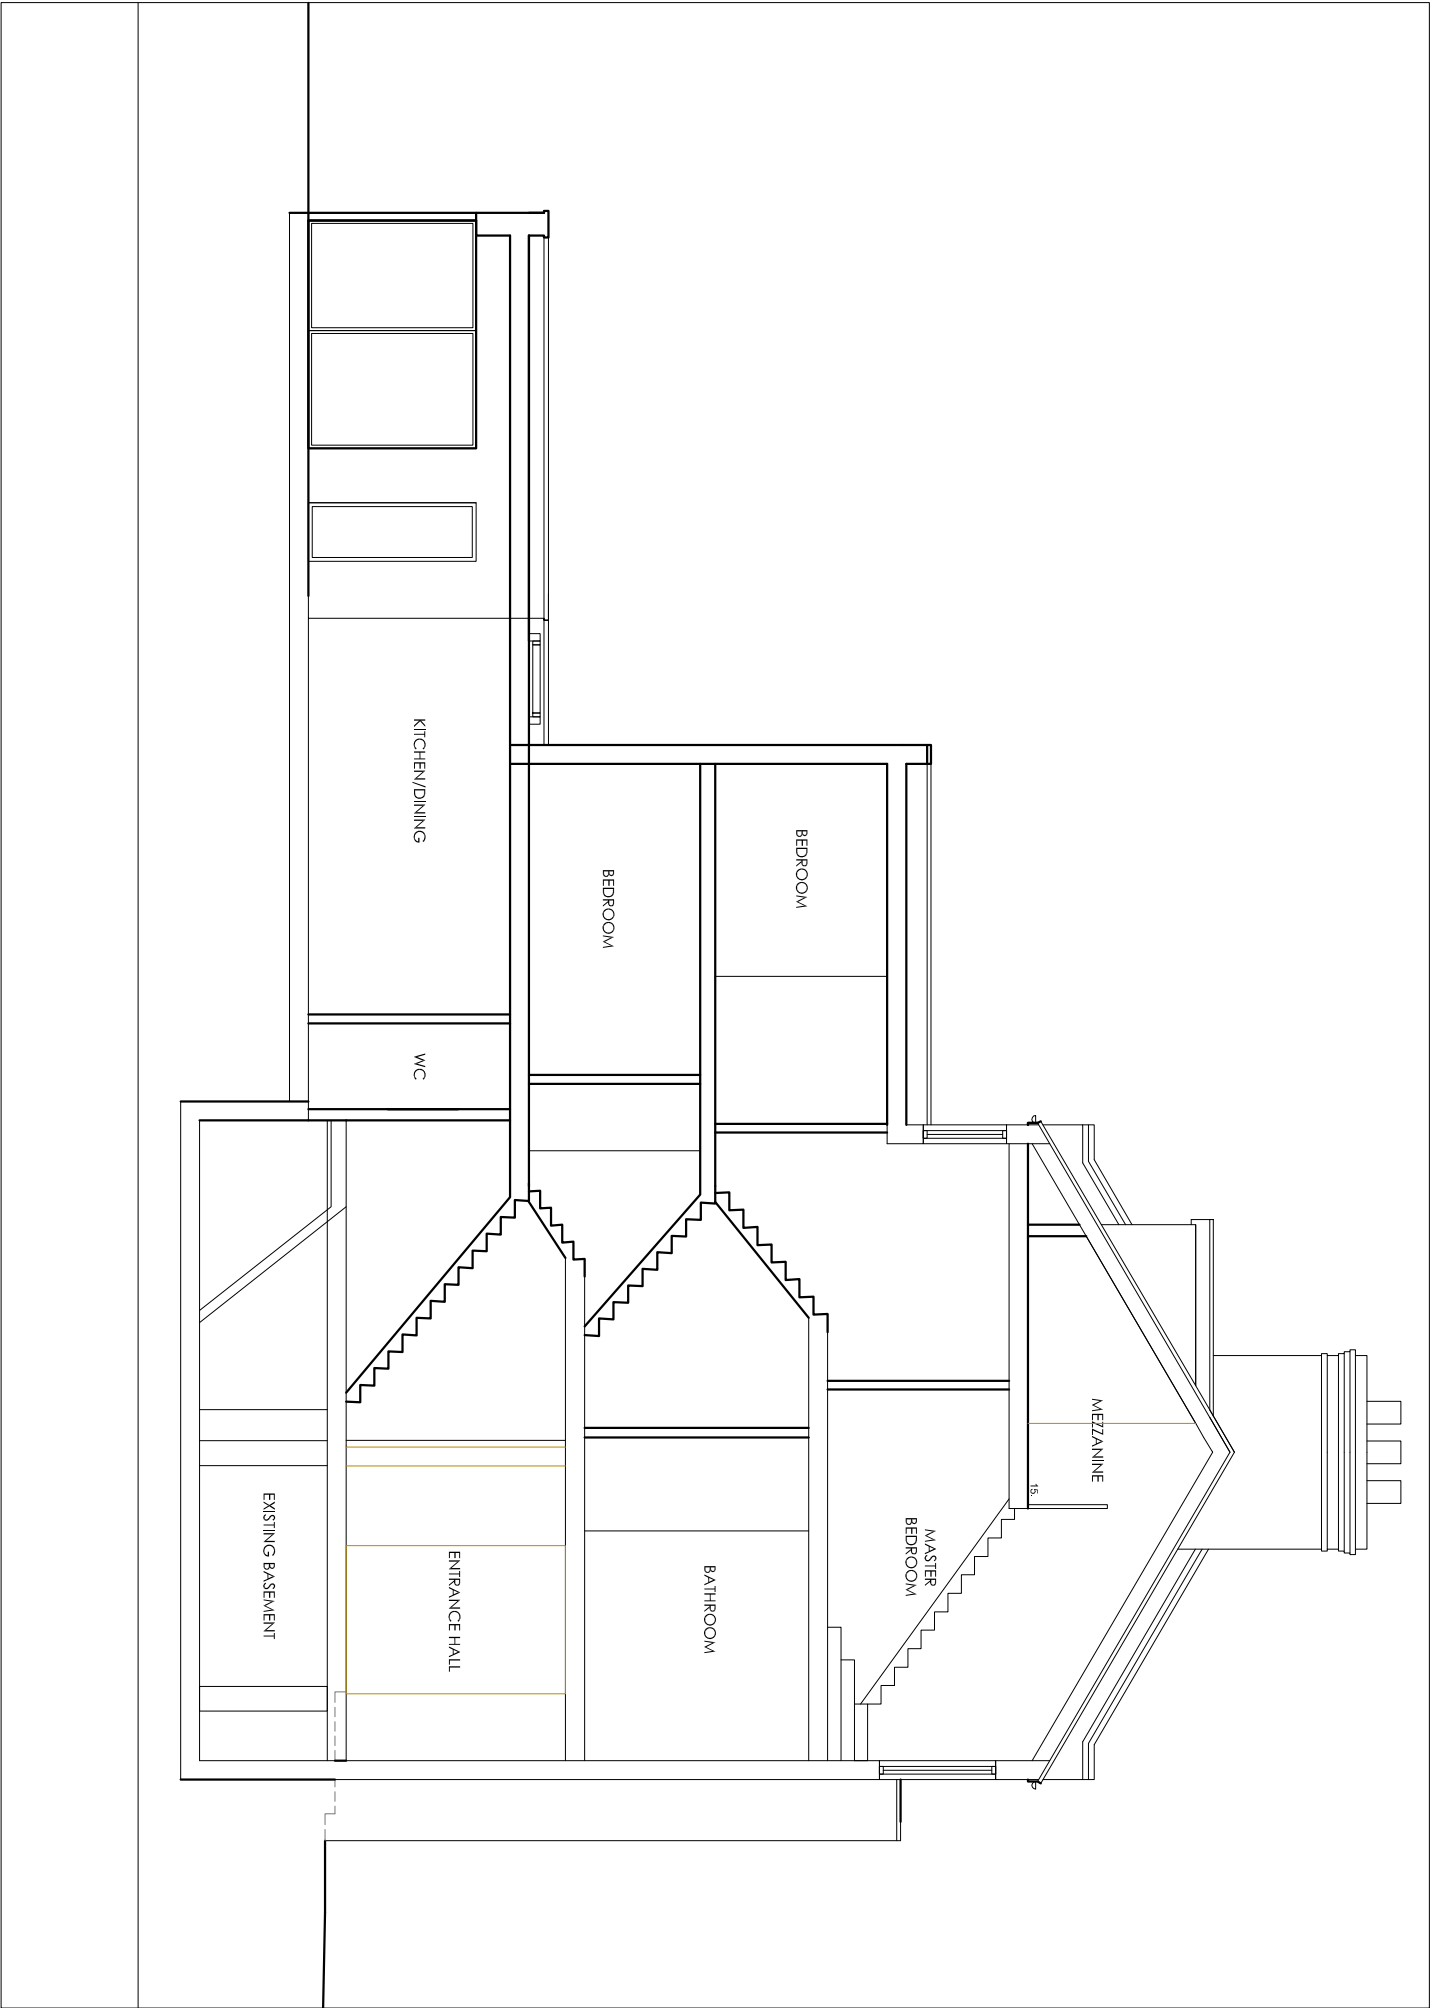 MEZZANINE
15.
MASTER
BEDROOM
BEDROOM
BATHROOM
BEDROOM
KITCHEN/DINING
WC
ENTRANCE HALL
EXISTING BASEMENT